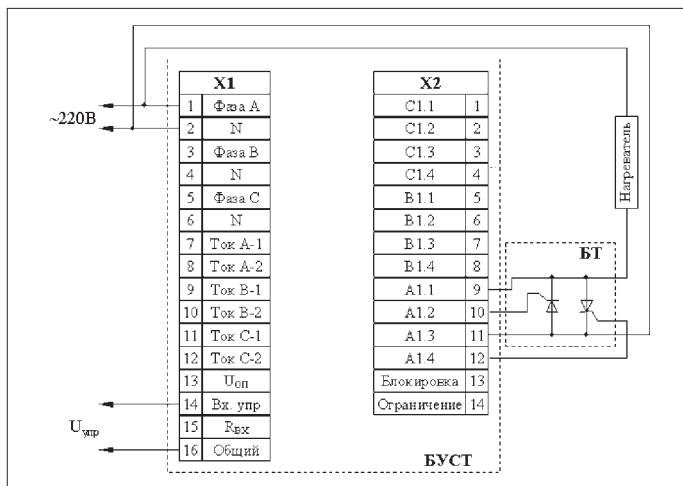 X1
1 Фаза А
2 N
3 Фаза В
4 N
5 Фаза С
6 N
7 Ток А-1
8 Ток А-2
9 Ток В-1
10 Ток В-2
11 Ток С-1
12 Ток С-2
13 Uоп
14 Вх. упр
15 Rвх
16 Общий
~220В
Uупр
X2
С1.1 1
С1.2 2
С1.3 3
С1.4 4
В1.1 5
В1.2 6
В1.3 7
В1.4 8
А1.1 9
А1.2 10
А1.3 11
А1.4 12
Блокировка 13
Ограничение 14
БУСТ
БТ
Нагреватель